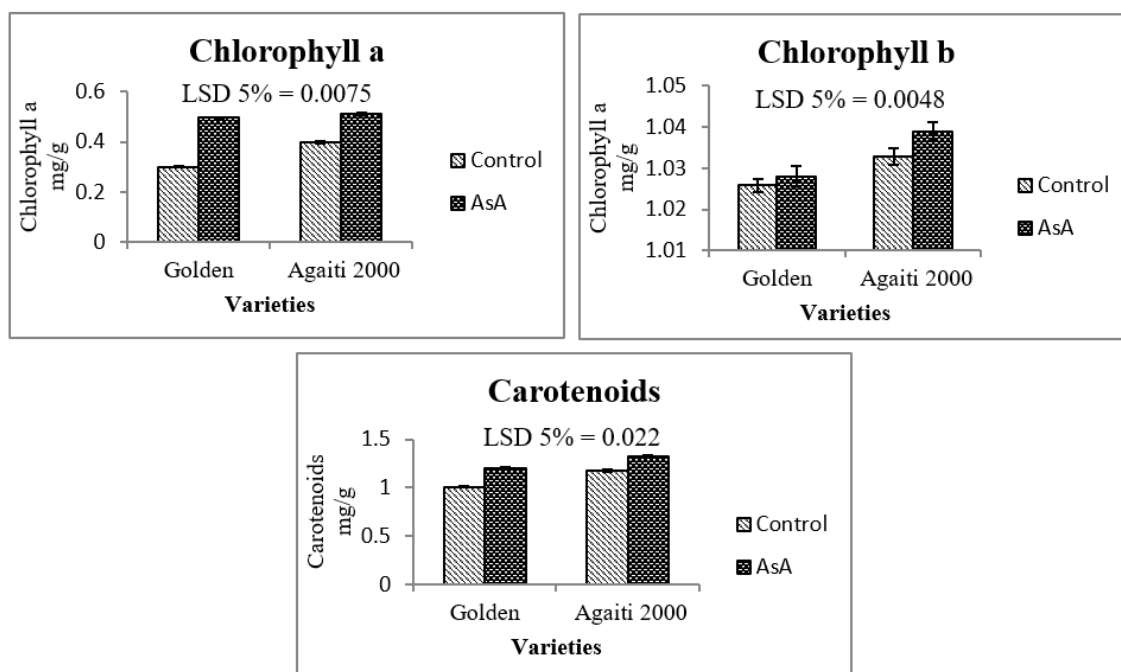 Chlorophyll a
LSD 5% = 0.0075
Chlorophyll a
mg/g
0.6
0.4
0.2
0
Golden
Agaiti 2000
Varieties
Control
AsA
Chlorophyll b
LSD 5% = 0.0048
Chlorophyll a
mg/g
1.05
1.04
1.03
1.02
1.01
Golden
Agaiti 2000
Varieties
Control
AsA
Carotenoids
LSD 5% = 0.022
Carotenoids
mg/g
1.5
1
0.5
0
Golden
Agaiti 2000
Varieties
Control
AsA